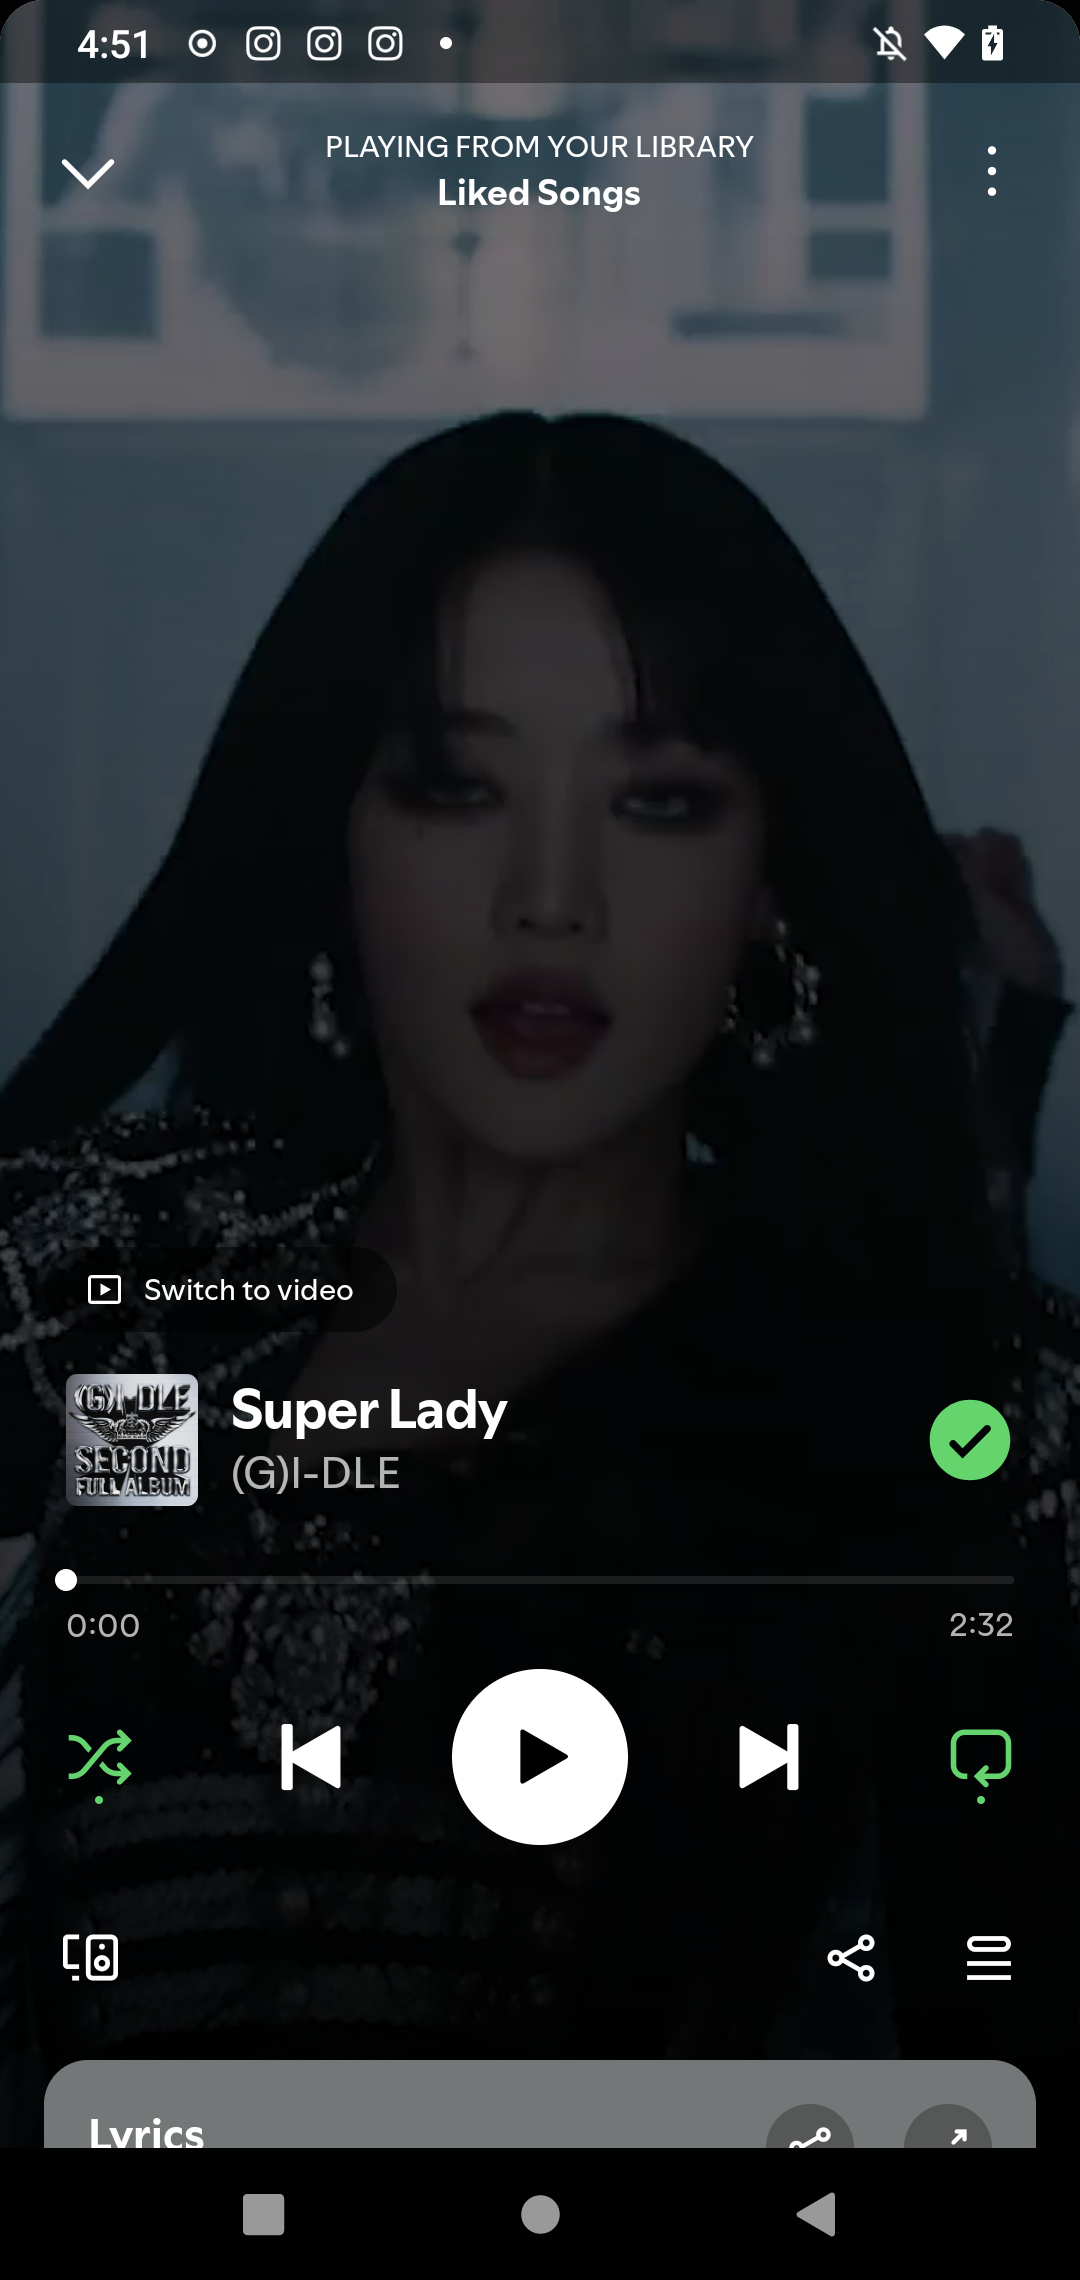 4:51
PLAYING FROM YOUR LIBRARY
Liked Songs
Switch to video
(G)I-DLE
SECOND
FULL ALBUM
Super Lady
(G)I-DLE
0:00
2:32
Lyrics